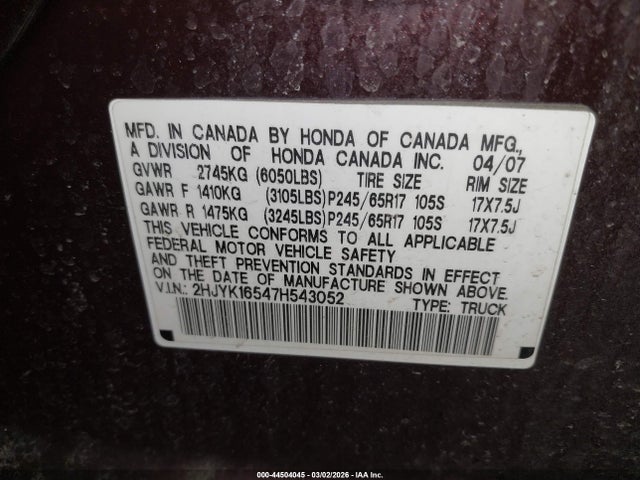 MFD. IN CANADA BY HONDA OF CANADA MFG.,
A DIVISION OF HONDA CANADA INC. 04/07
GVWR 2745KG (6050LBS) TIRE SIZE RIM SIZE
GAWR F 1410KG (3105LBS)P245/65R17 105S 17X7.5J
GAWR R 1475KG (3245LBS)P245/65R17 105S 17X7.5J
THIS VEHICLE CONFORMS TO ALL APPLICABLE
FEDERAL MOTOR VEHICLE SAFETY
AND THEFT PREVENTION STANDARDS IN EFFECT
ON THE DATE OF MANUFACTURE SHOWN ABOVE.
V.I.N.: 2HJYK16547H543052 TYPE: TRUCK
000-44504045 - 03/02/2026 - IAA Inc.